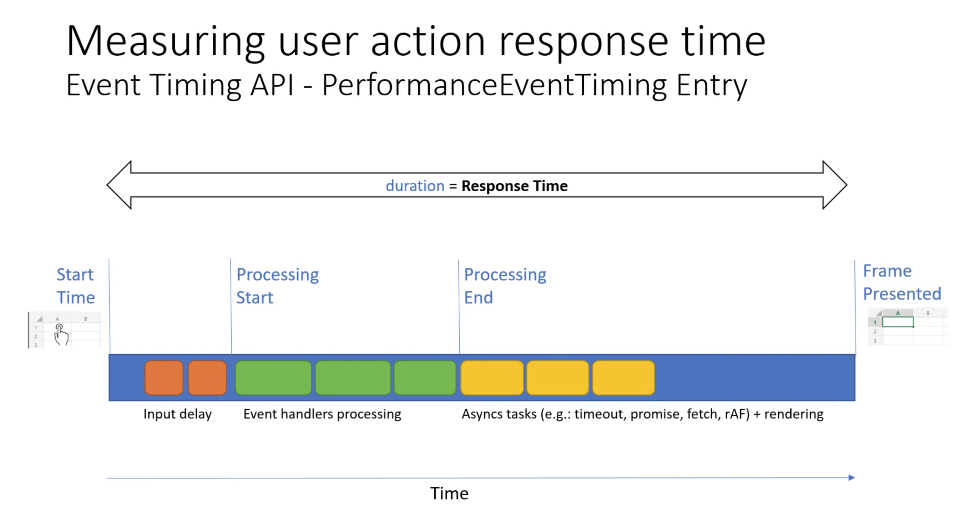 Measuring user action response time
Event Timing API - PerformanceEventTiming Entry
duration = Response Time
Start
Time
Processing
Start
Processing
End
Frame
Presented
A B
1
2
3
A B
1
2
3
Input delay
Event handlers processing
Asyncs tasks (e.g.: timeout, promise, fetch, rAF) + rendering
Time